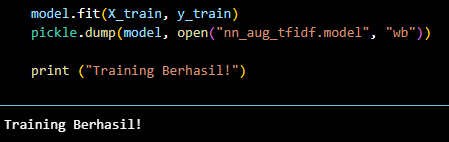 model.fit(X_train, y_train)
pickle.dump(model, open("nn_aug_tfidf.model", "wb"))
print ("Training Berhasil!")
Training Berhasil!